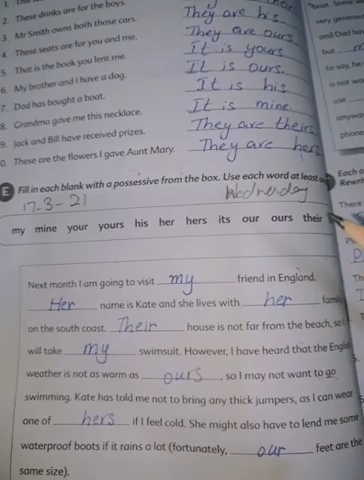 2. These drinks are for the boys. They are his
3. Mr Smith owns both those cars. They are ours
4. These seats are for you and me. It is yours
5. That is the book you lent me. It is ours.
6. My brother and I have a dog. It is his
7. Dad has bought a boat. It is mine.
8. Grandma gave me this necklace. They are theirs
9. Jack and Bill have received prizes. They are hers
0. These are the flowers I gave Aunt Mary.
E Fill in each blank with a possessive from the box. Use each word at least
17-3-21 Wednerday
my mine your yours his her hers its our ours their
Next month I am going to visit my friend in England.
Her name is Kate and she lives with her
on the south coast. Their house is not far from the beach, so
will take my swimsuit. However, I have heard that the
weather is not as warm as ours, so I may not want to go
swimming. Kate has told me not to bring any thick jumpers, as I can wear
one of hers if I feel cold. She might also have to lend me some
waterproof boots if it rains a lot (fortunately, our feet are the
same size).